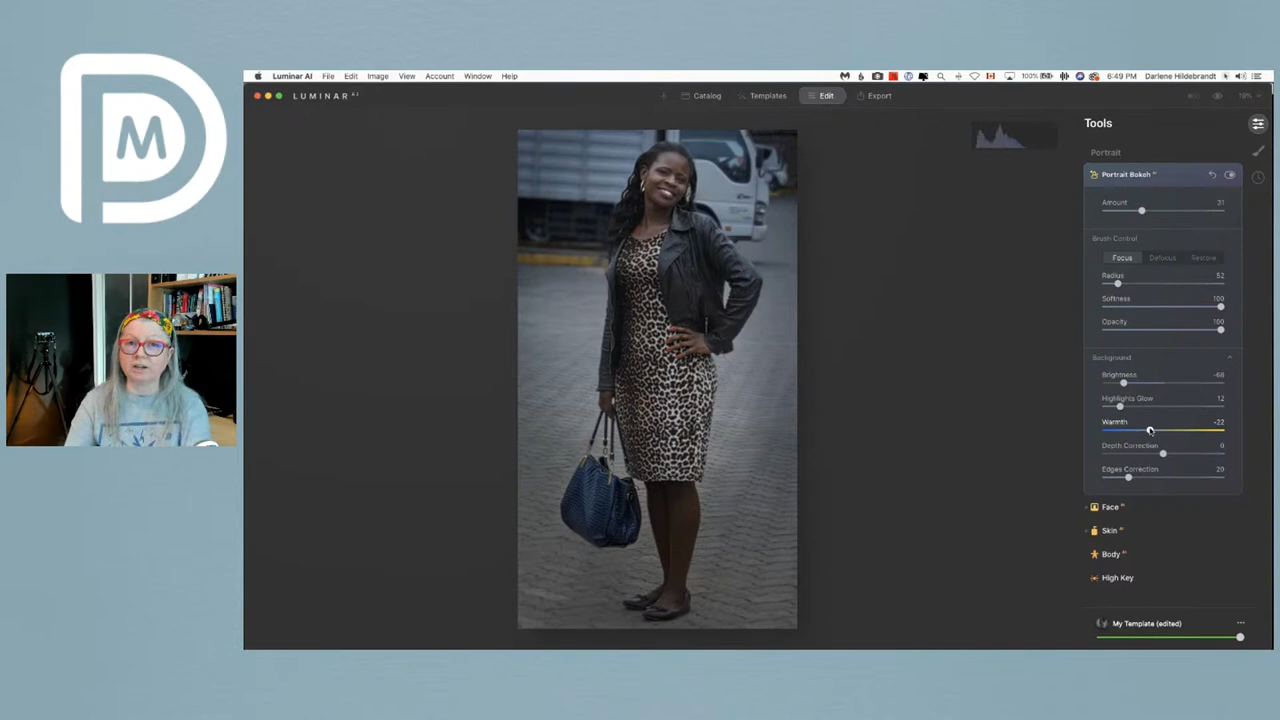 DM
Luminar AI File Edit Image View Account Window Help 100% 6:49 PM Darlene Hildebrandt
LUMINAR AI Catalog Templates Edit Export 19%
Tools
Portrait
Portrait Bokeh AI
Amount 31
Brush Control
Focus Defocus Restore
Radius 52
Softness 100
Opacity 100
Background
Brightness -68
Highlights Glow 12
Warmth -22
Depth Correction 0
Edges Correction 20
Face AI
Skin AI
Body AI
High Key
My Template (edited)